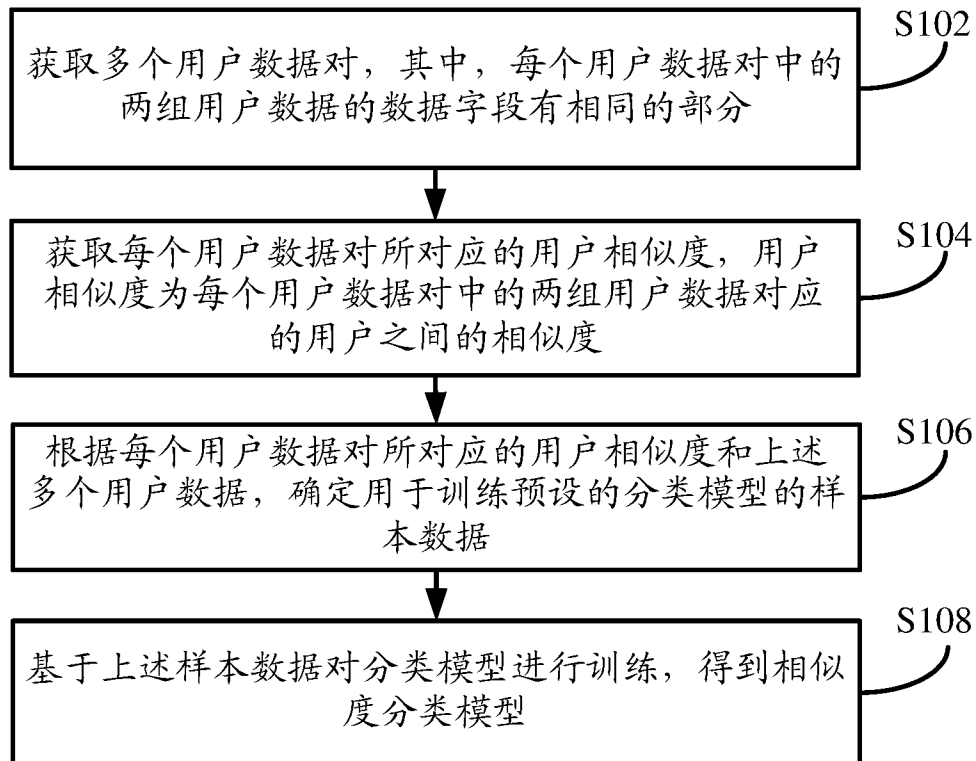 S102
获取多个用户数据对，其中，每个用户数据对中的
两组用户数据的数据字段有相同的部分
S104
获取每个用户数据对所对应的用户相似度，用户
相似度为每个用户数据对中的两组用户数据对应
的用户之间的相似度
S106
根据每个用户数据对所对应的用户相似度和上述
多个用户数据，确定用于训练预设的分类模型的样
本数据
S108
基于上述样本数据对分类模型进行训练，得到相似
度分类模型